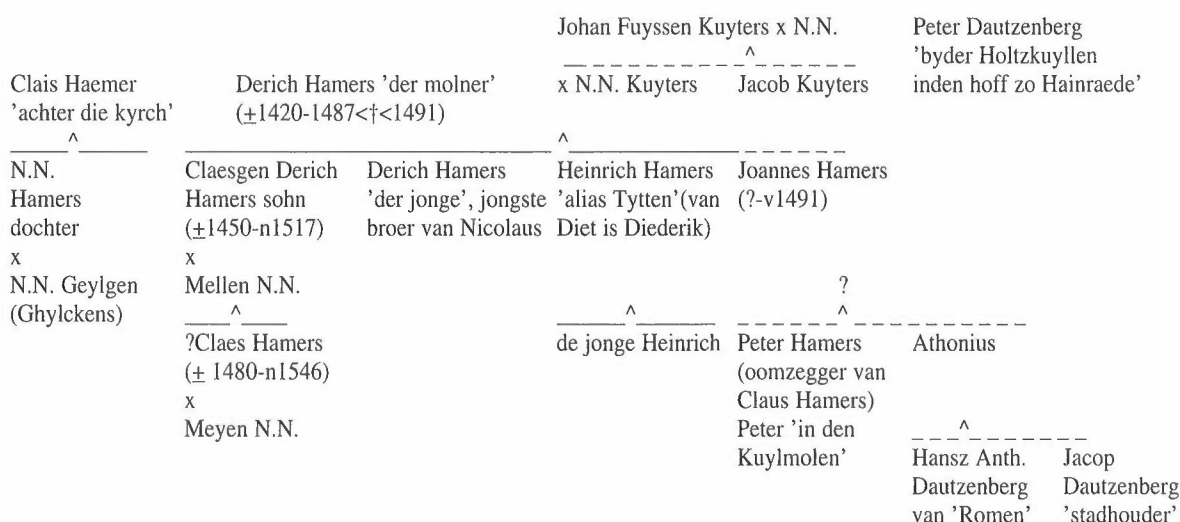 Johan Fuyssen Kuyters x N.N. Peter Dautzenberg
^ 'byder Holtzkuyllen
Clais Haemer Derich Hamers 'der molner' x N.N. Kuyters Jacob Kuyters inden hoff zo Hainraede'
'achter die kyrch' (±1420-1487<†<1491)
^ ^
N.N. Claesgen Derich Derich Hamers Heinrich Hamers Joannes Hamers
Hamers Hamers sohn 'der jonge', jongste 'alias Tytten'(van (?-v1491)
dochter (±1450-n1517) broer van Nicolaus Diet is Diederik)
x x
N.N. Geylgen Mellen N.N. ?
(Ghylckens) ^ ^ ^
?Claes Hamers de jonge Heinrich Peter Hamers Athonius
(± 1480-n1546) (oomzegger van
x Claus Hamers)
Meyen N.N. Peter 'in den ^
Kuylmolen' Hansz Anth. Jacop
Dautzenberg Dautzenberg
van 'Romen' 'stadhouder'